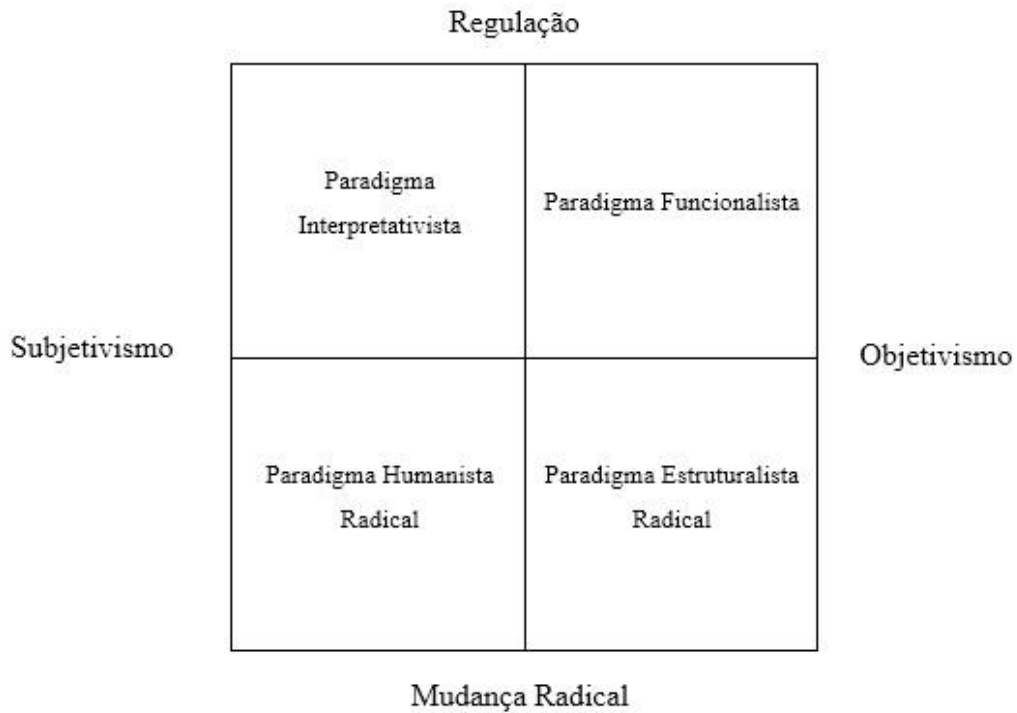 Regulação
Paradigma
Interpretativista
Paradigma Funcionalista
Subjetivismo
Objetivismo
Paradigma Humanista
Radical
Paradigma Estruturalista
Radical
Mudança Radical